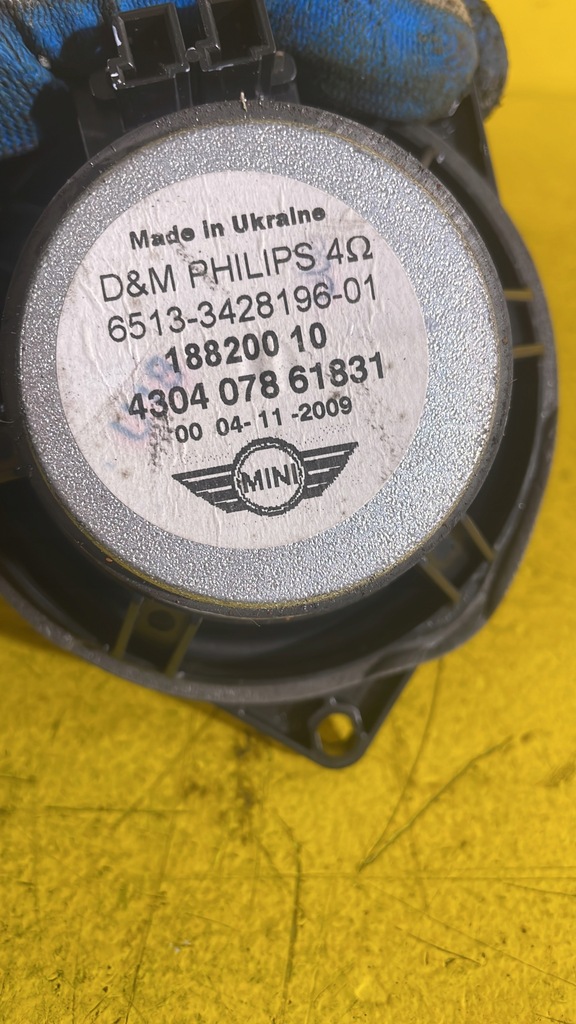 Made in Ukraine
D&M PHILIPS 4Ω
6513-3428196-01
188200 10
4304 078 61831
00 04-11-2009
MINI